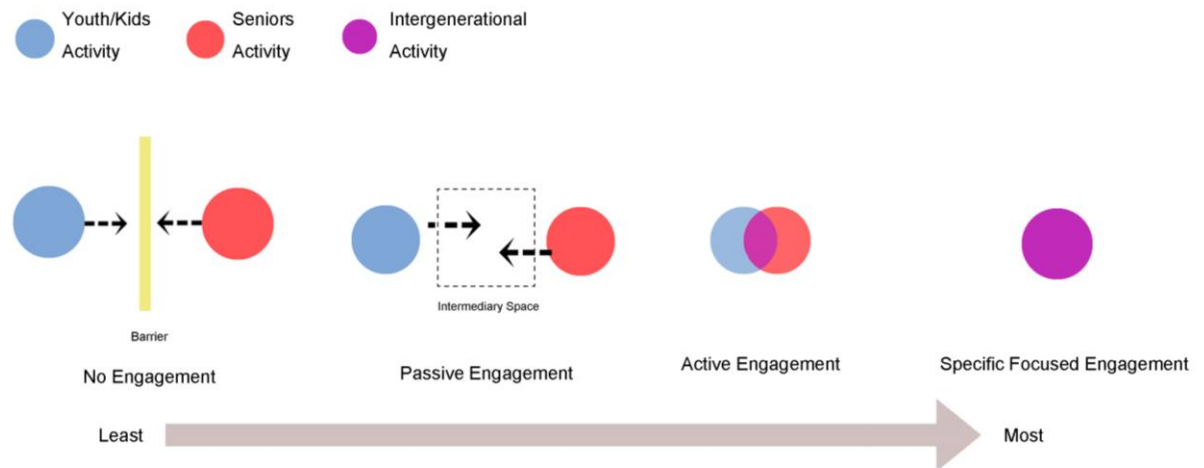 Youth/Kids
Activity
Seniors
Activity
Intergenerational
Activity
Barrier
No Engagement
Intermediary Space
Passive Engagement
Active Engagement
Specific Focused Engagement
Least
Most